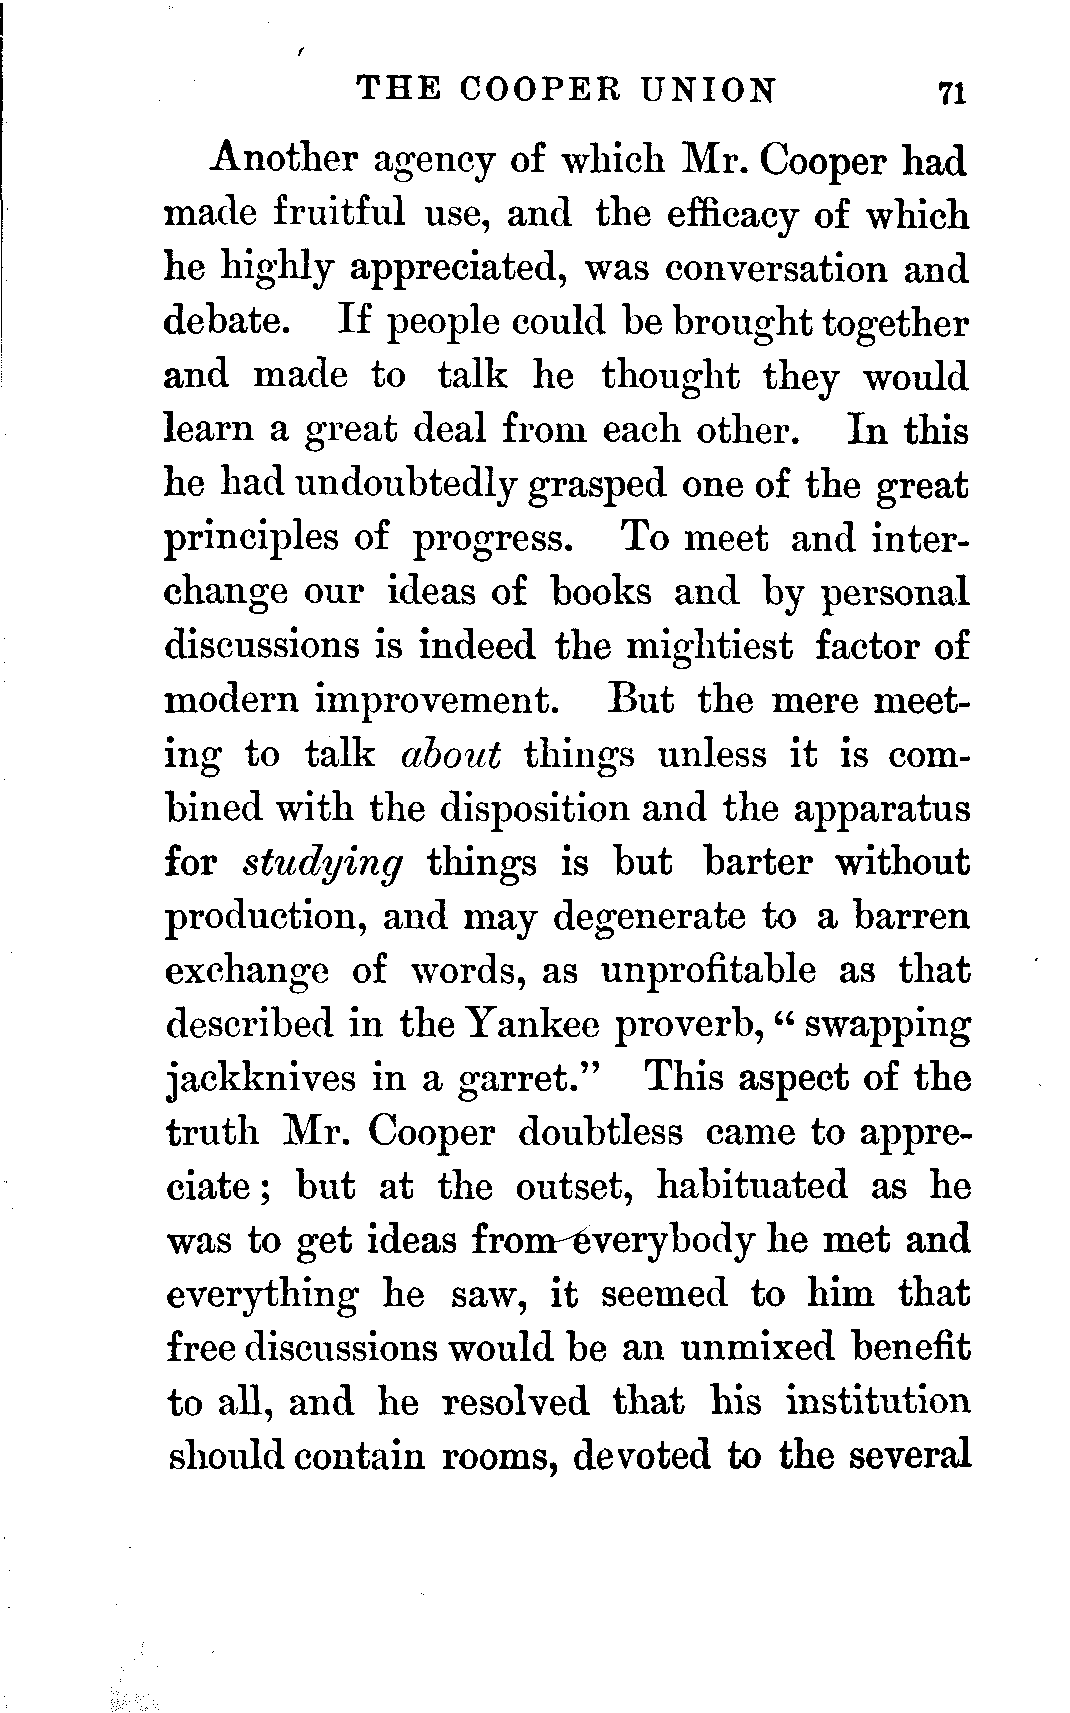 THE COOPER UNION 71
Another agency of which Mr. Cooper had
made fruitful use, and the efficacy of which
he highly appreciated, was conversation and
debate. If people could be brought together
and made to talk he thought they would
learn a great deal from each other. In this
he had undoubtedly grasped one of the great
principles of progress. To meet and inter-
change our ideas of books and by personal
discussions is indeed the mightiest factor of
modern improvement. But the mere meet-
ing to talk about things unless it is com-
bined with the disposition and the apparatus
for studying things is but barter without
production, and may degenerate to a barren
exchange of words, as unprofitable as that
described in the Yankee proverb, “ swapping
jackknives in a garret.” This aspect of the
truth Mr. Cooper doubtless came to appre-
ciate ; but at the outset, habituated as he
was to get ideas from everybody he met and
everything he saw, it seemed to him that
free discussions would be an unmixed benefit
to all, and he resolved that his institution
should contain rooms, devoted to the several